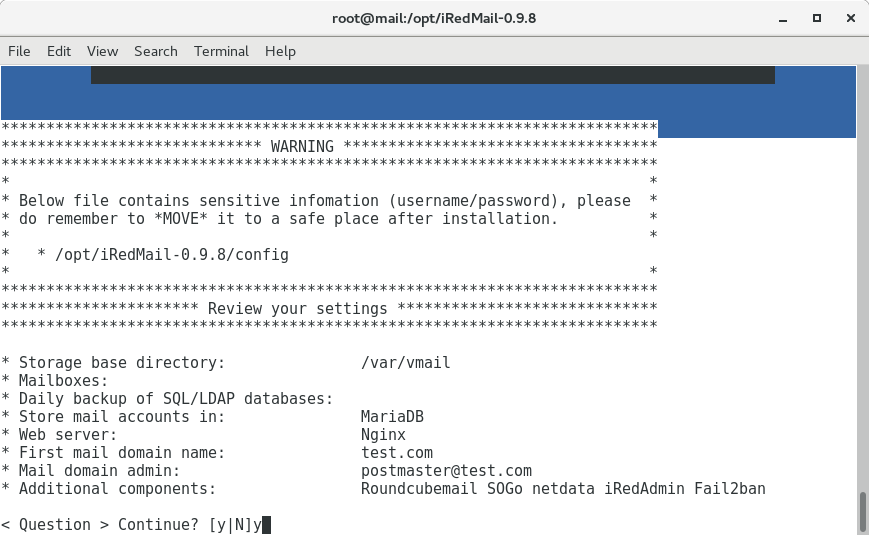 root@mail:/opt/iRedMail-0.9.8
File Edit View Search Terminal Help
*************************************************************************
***************************** WARNING ***********************************
*************************************************************************
*                                                                       *
* Below file contains sensitive infomation (username/password), please  *
* do remember to *MOVE* it to a safe place after installation.          *
*                                                                       *
*   * /opt/iRedMail-0.9.8/config
*                                                                       *
*************************************************************************
********************** Review your settings *****************************
*************************************************************************
* Storage base directory:               /var/vmail
* Mailboxes:
* Daily backup of SQL/LDAP databases:
* Store mail accounts in:               MariaDB
* Web server:                           Nginx
* First mail domain name:               test.com
* Mail domain admin:                    postmaster@test.com
* Additional components:                Roundcubemail SOGo netdata iRedAdmin Fail2ban
< Question > Continue? [y|N]y